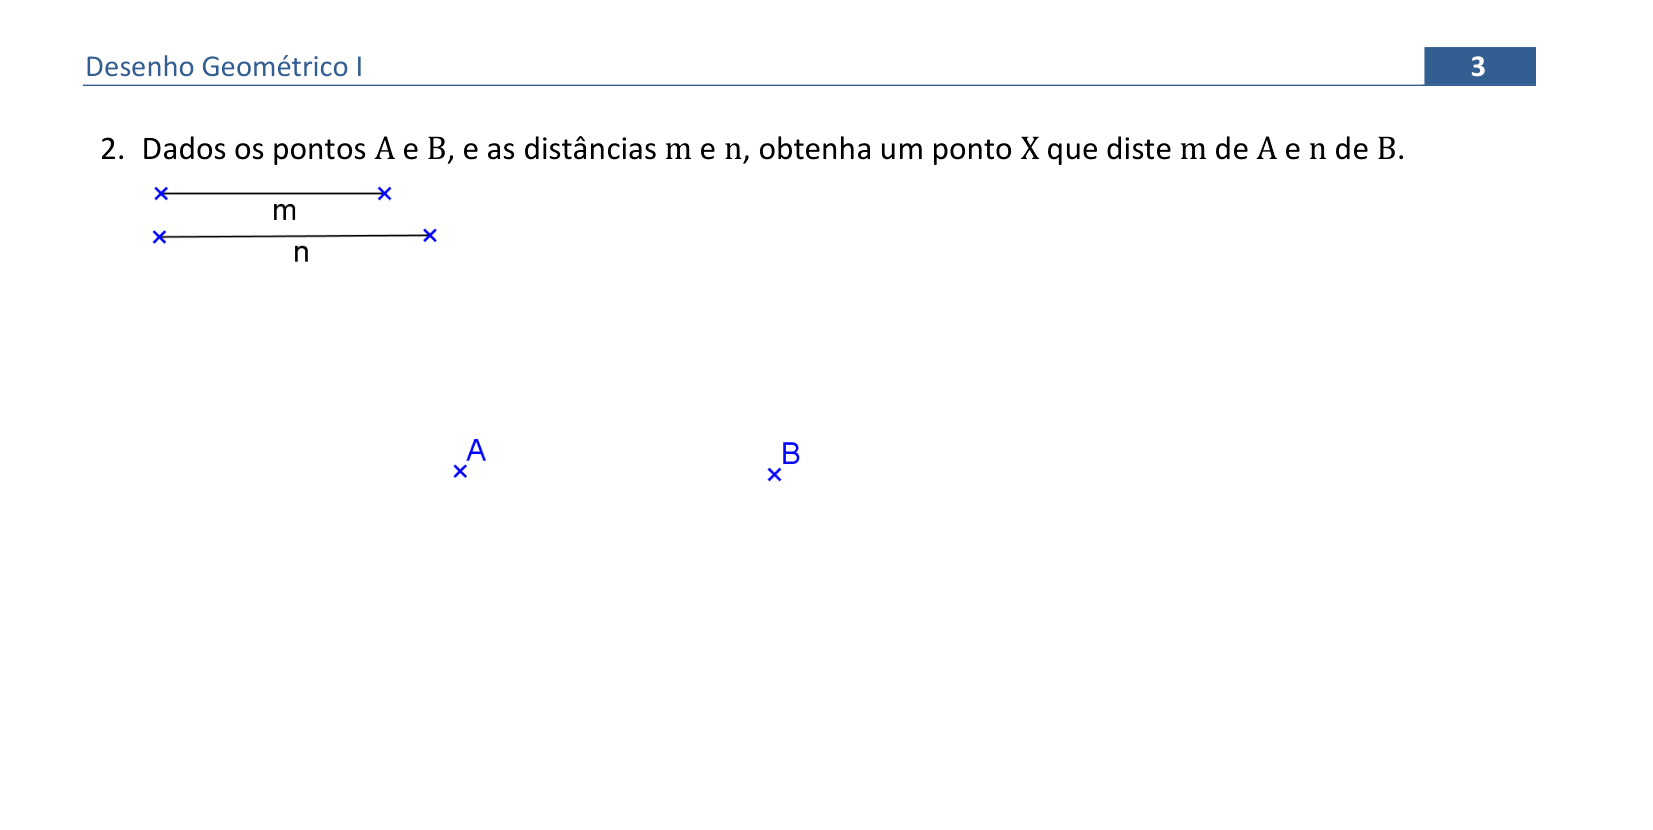 Desenho Geométrico I 3
2. Dados os pontos A e B, e as distâncias m e n, obtenha um ponto X que diste m de A e n de B.
m
n
A
B